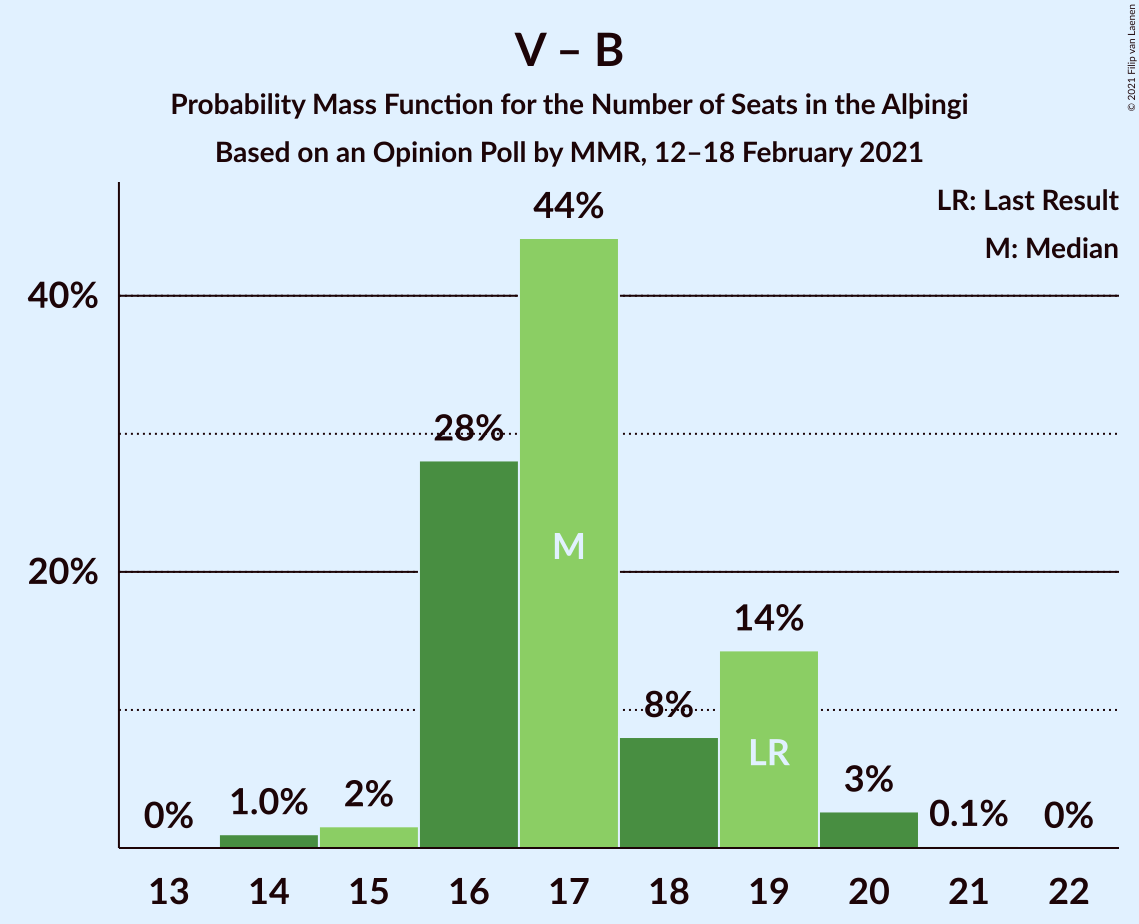 V – B
Probability Mass Function for the Number of Seats in the Alþingi
Based on an Opinion Poll by MMR, 12–18 February 2021
© 2021 Filip van Laenen
LR: Last Result
M: Median
44%
40%
28%
M
20%
14%
8%
LR
3%
2%
1.0%
0%
0.1%
0%
13 14 15 16 17 18 19 20 21 22